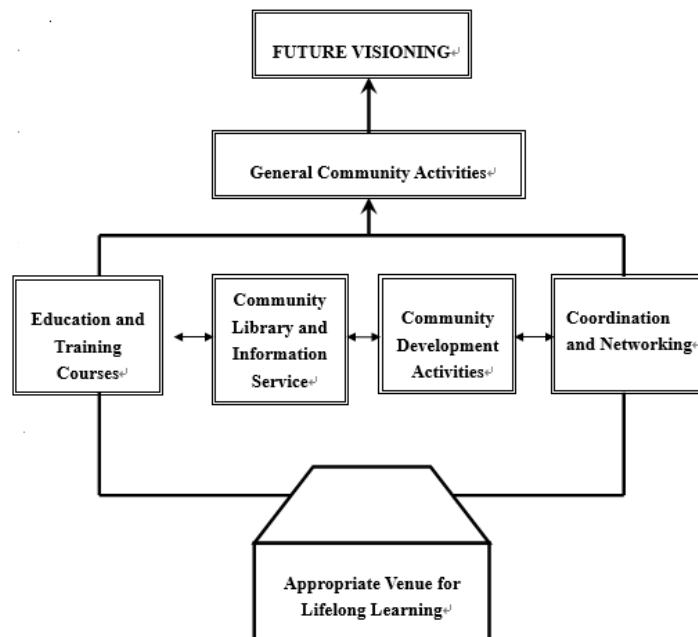 FUTURE VISIONING
General Community Activities
Education and
Training
Courses
Community
Library and
Information
Service
Community
Development
Activities
Coordination
and Networking
Appropriate Venue for
Lifelong Learning